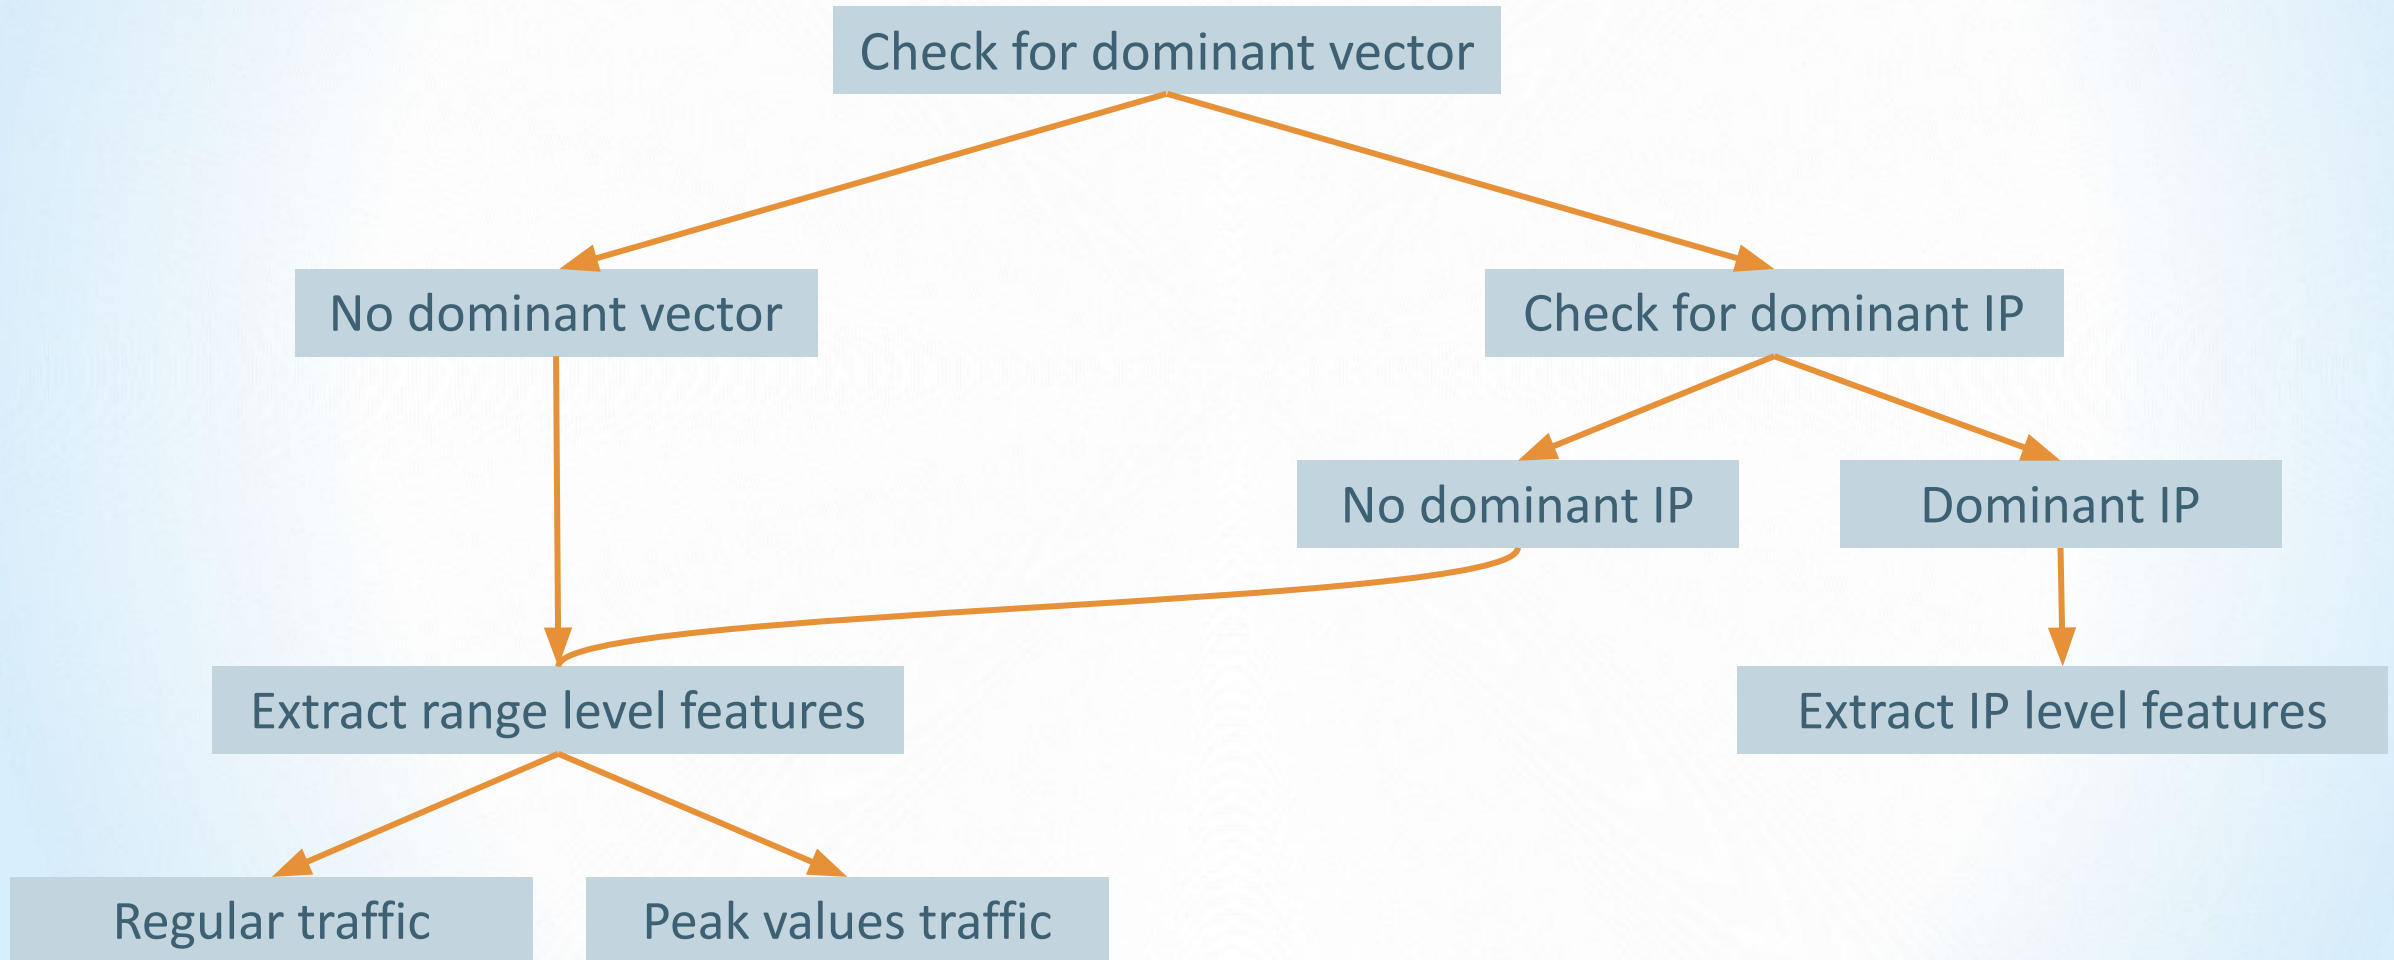 Check for dominant vector
No dominant vector
Check for dominant IP
No dominant IP
Dominant IP
Extract range level features
Extract IP level features
Regular traffic
Peak values traffic